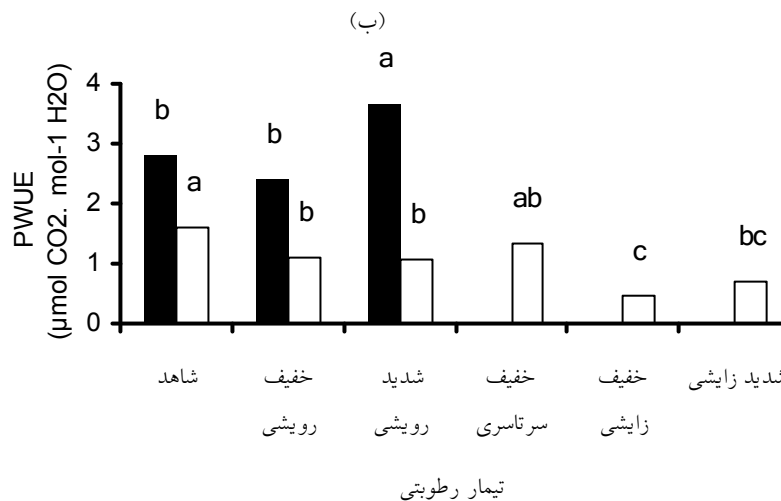 (ب)
PWUE
(µmol CO2. mol-1 H2O)
4
3
2
1
0
b
a
b
b
a
b
ab
c
bc
شاهد
خفیف
رویشی
شدید
رویشی
خفیف
سرتاسری
خفیف
زایشی
شدید زایشی
تیمار رطوبتی